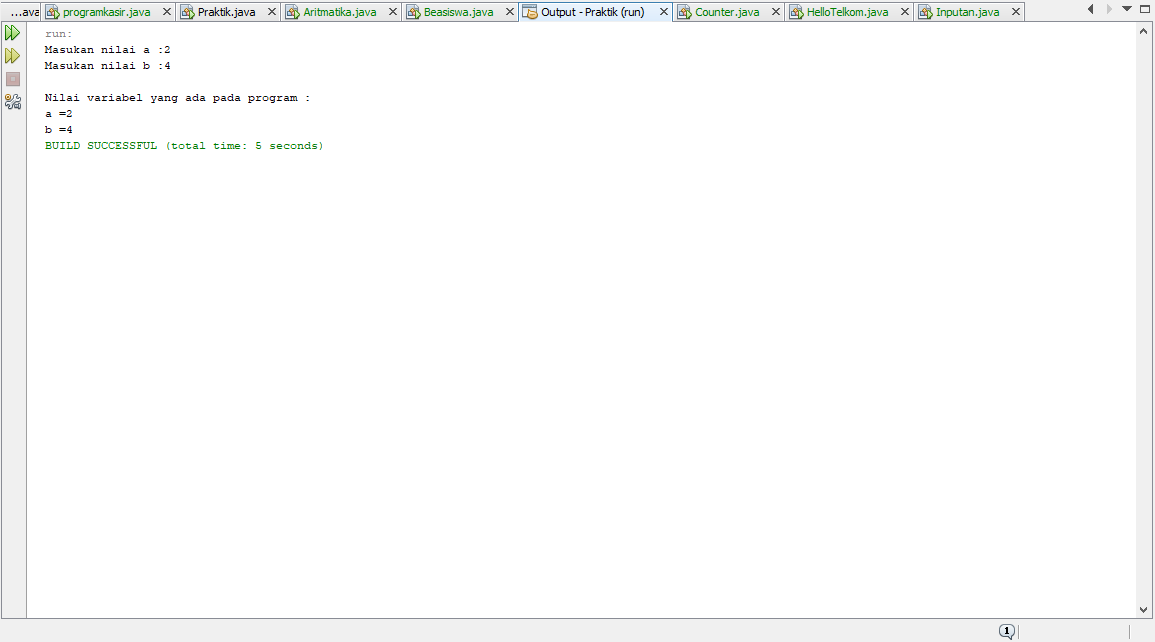 ...ava programkasir.java Praktik.java Aritmatika.java Beasiswa.java Output - Praktik (run) Counter.java HelloTelkom.java Inputan.java
run:
Masukan nilai a :2
Masukan nilai b :4
Nilai variabel yang ada pada program :
a =2
b =4
BUILD SUCCESSFUL (total time: 5 seconds)
1